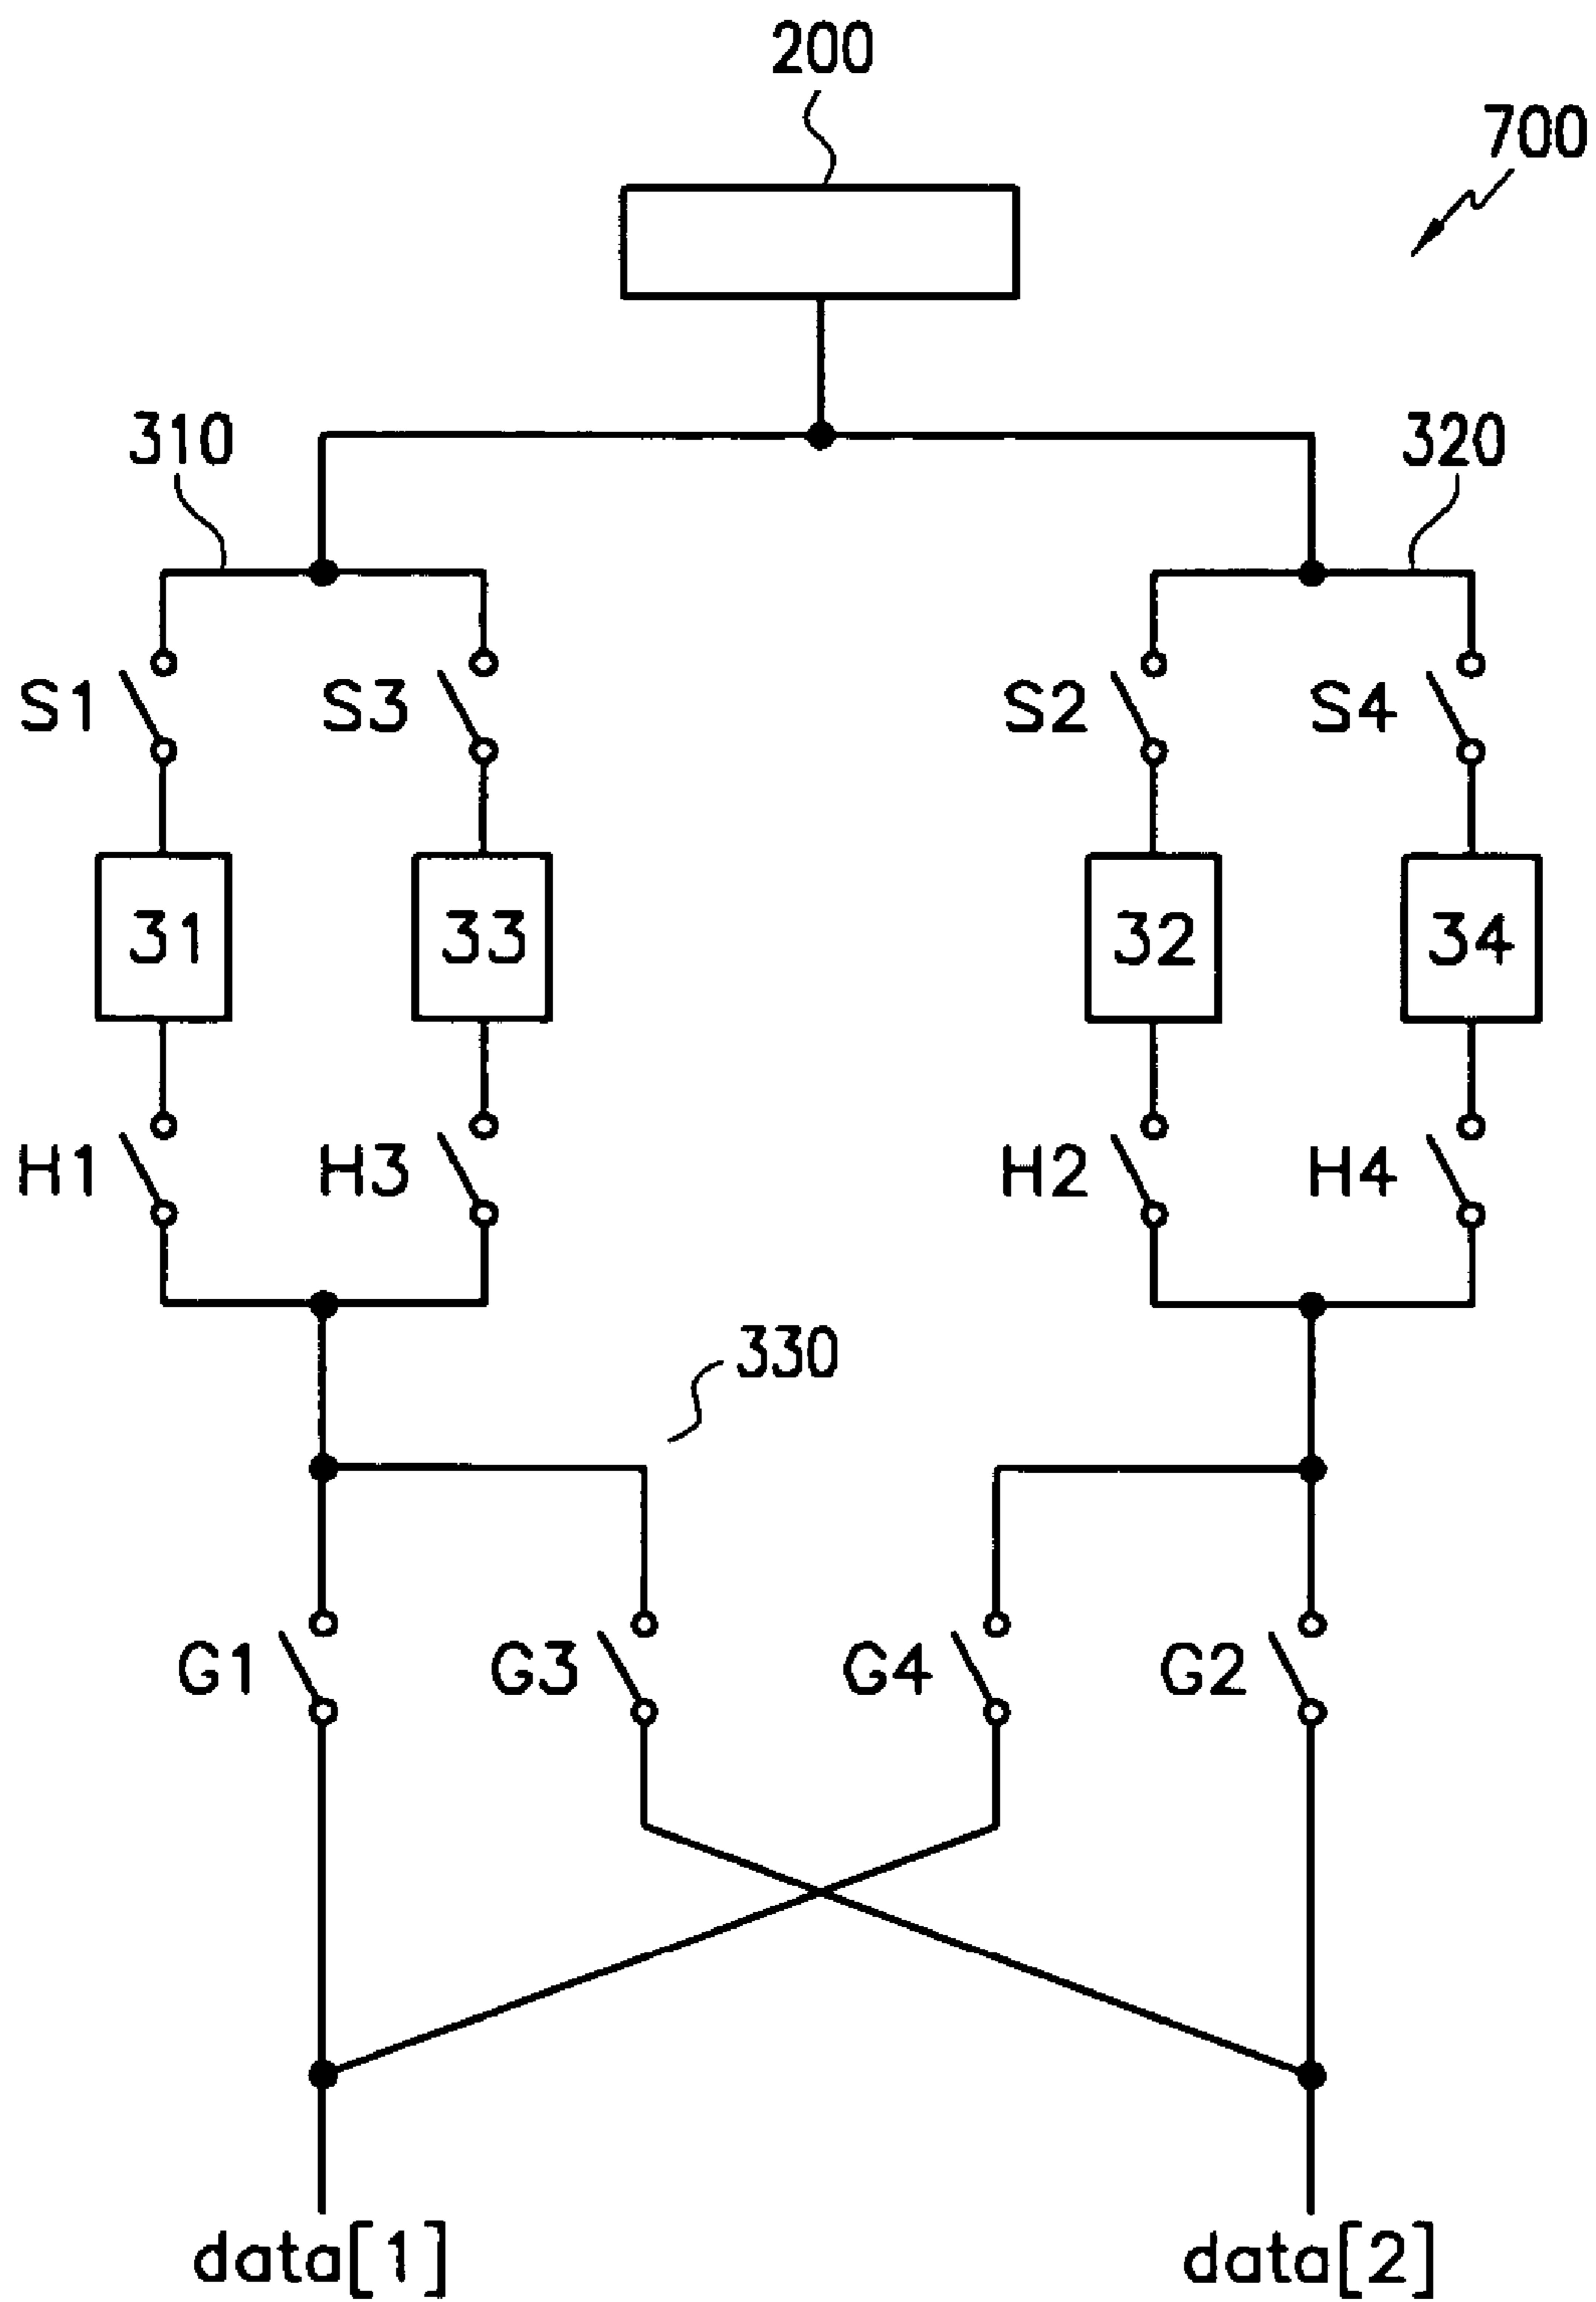 200
700
310
320
S1
S3
S2
S4
31
33
32
34
H1
H3
H2
H4
330
G1
G3
G4
G2
data[1]
data[2]